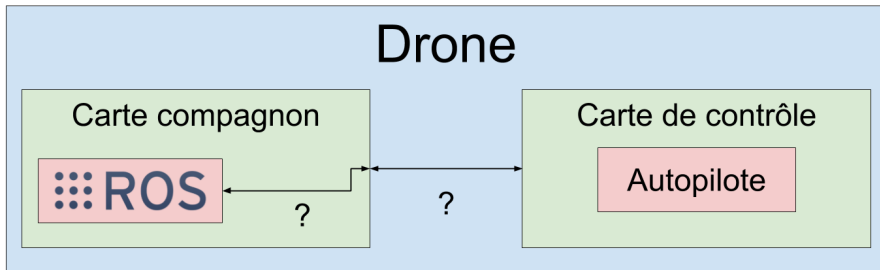 Drone
Carte compagnon
Carte de contrôle
ROS
Autopilote
?
?